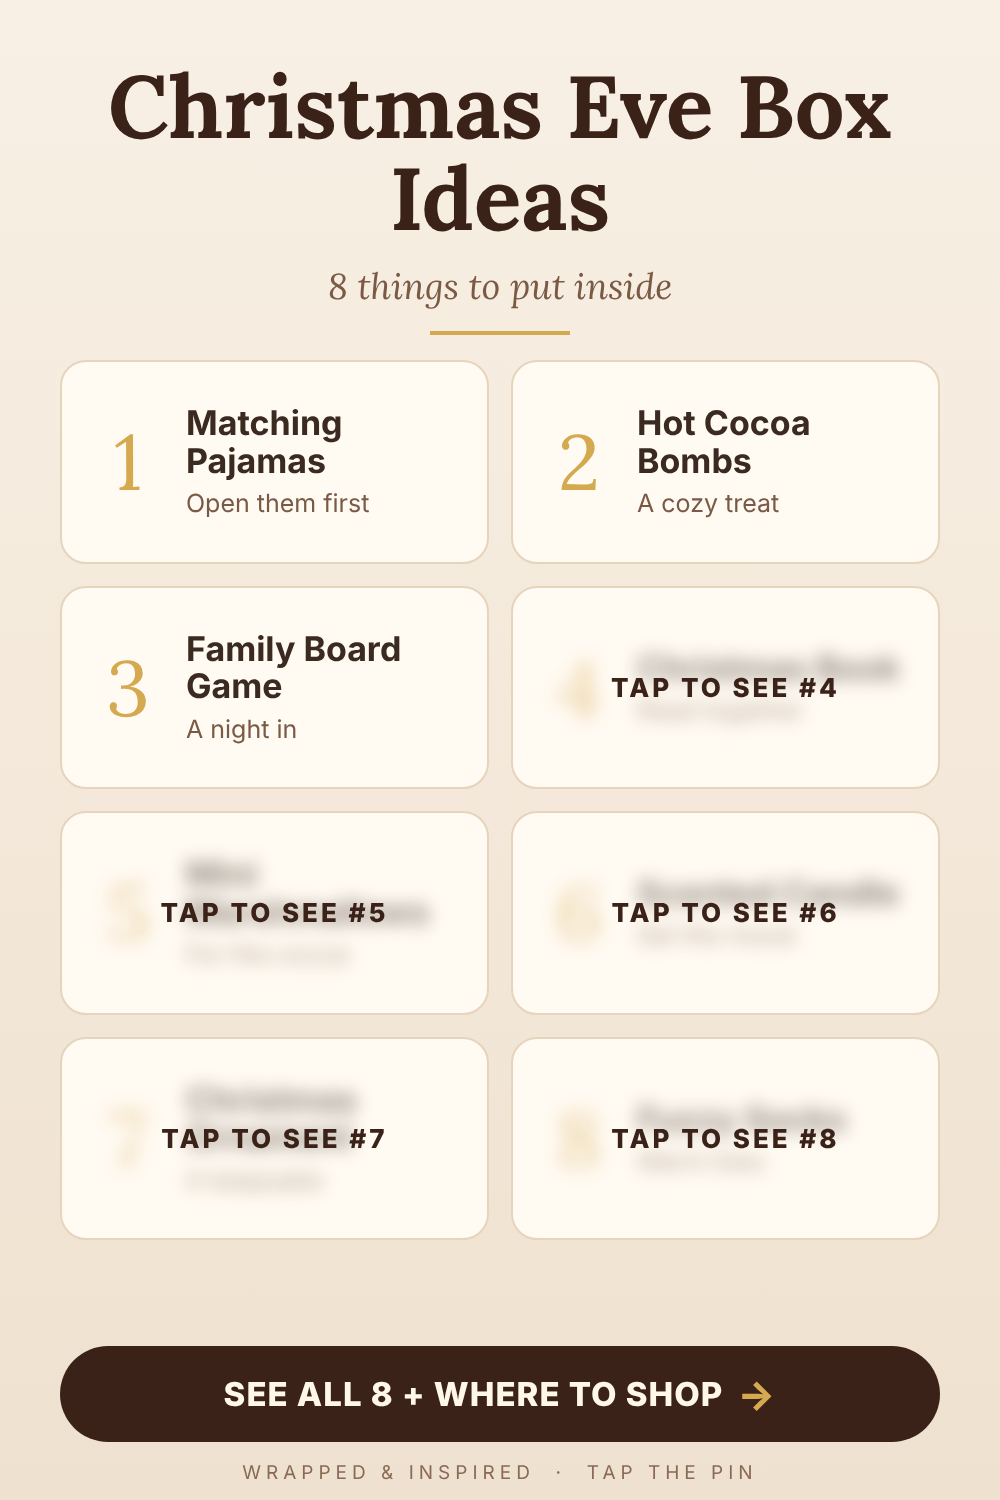 Christmas Eve Box
Ideas
8 things to put inside
1
Matching
Pajamas
Open them first
2
Hot Cocoa
Bombs
A cozy treat
3
Family Board
Game
A night in
TAP TO SEE #4
TAP TO SEE #5
TAP TO SEE #6
TAP TO SEE #7
TAP TO SEE #8
SEE ALL 8 + WHERE TO SHOP →
WRAPPED & INSPIRED · TAP THE PIN